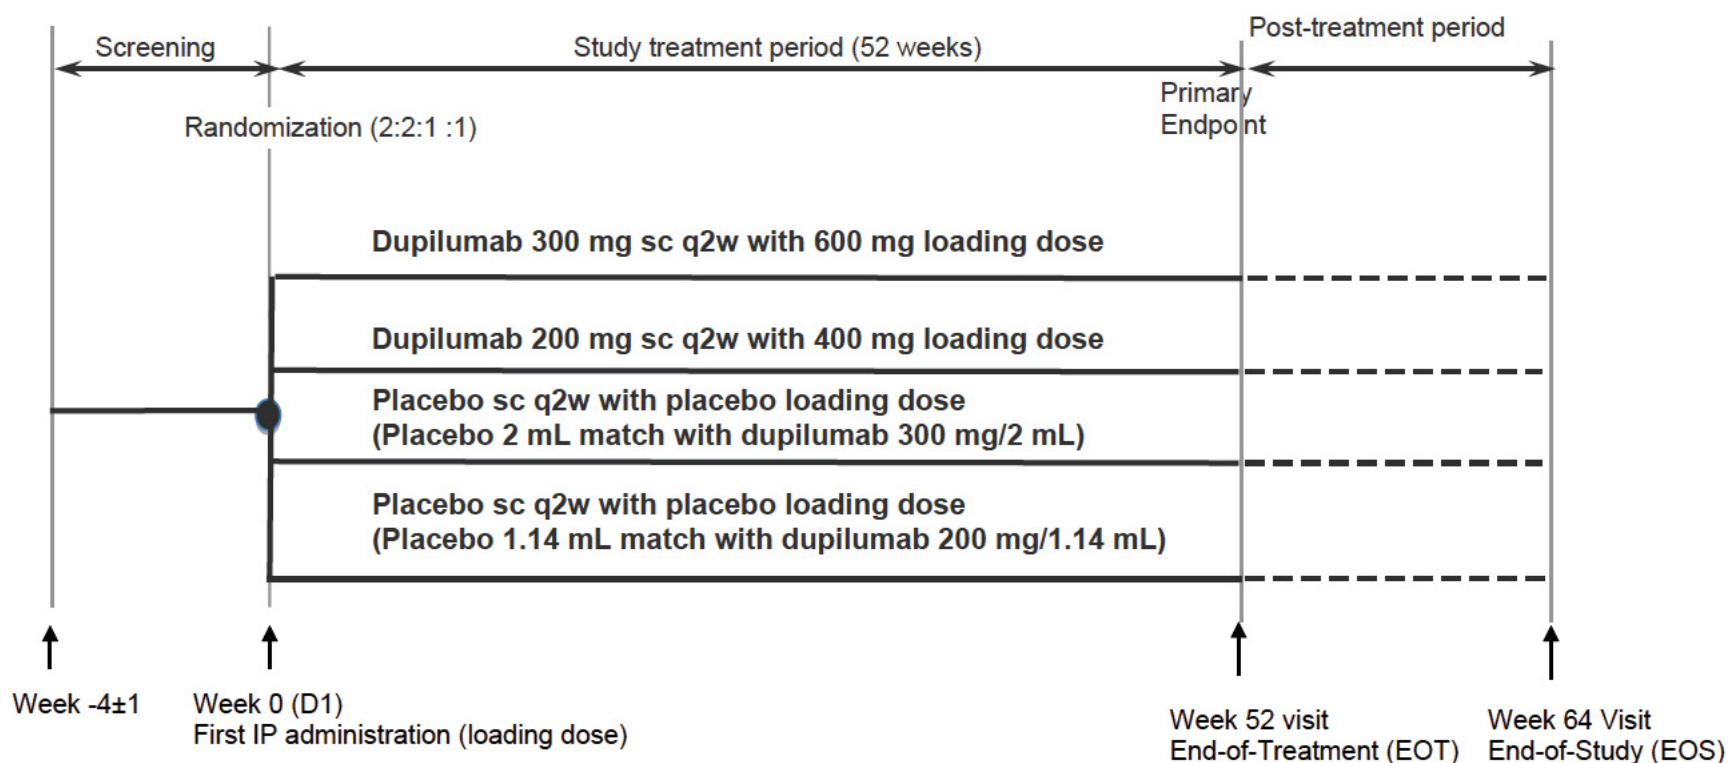 Screening
Study treatment period (52 weeks)
Post-treatment period
Primary
Endpoint
Randomization (2:2:1 :1)
Dupilumab 300 mg sc q2w with 600 mg loading dose
Dupilumab 200 mg sc q2w with 400 mg loading dose
Placebo sc q2w with placebo loading dose
(Placebo 2 mL match with dupilumab 300 mg/2 mL)
Placebo sc q2w with placebo loading dose
(Placebo 1.14 mL match with dupilumab 200 mg/1.14 mL)
Week -4±1
Week 0 (D1)
First IP administration (loading dose)
Week 52 visit
End-of-Treatment (EOT)
Week 64 Visit
End-of-Study (EOS)